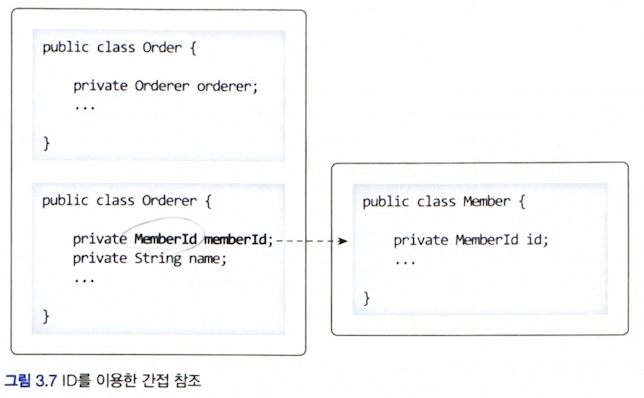 public class Order {
private Orderer orderer;
...
}
public class Orderer {
private MemberId memberId;
private String name;
...
}
public class Member {
private MemberId id;
...
}
그림 3.7 ID를 이용한 간접 참조